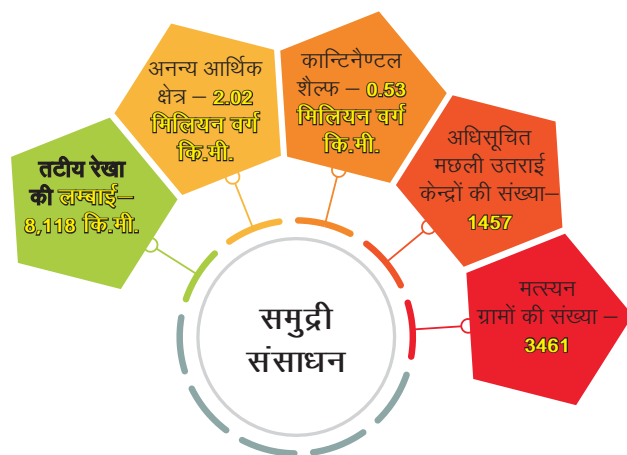 तटीय रेखा
की लम्बाई–
8,118 कि.मी.
अनन्य आर्थिक
क्षेत्र – 2.02
मिलियन वर्ग
कि.मी.
कान्टिनैण्टल
शैल्फ – 0.53
मिलियन वर्ग
कि.मी.
अधिसूचित
मछली उतराई
केन्द्रों की संख्या–
1457
मत्स्यन
ग्रामों की संख्या –
3461
समुद्री
संसाधन